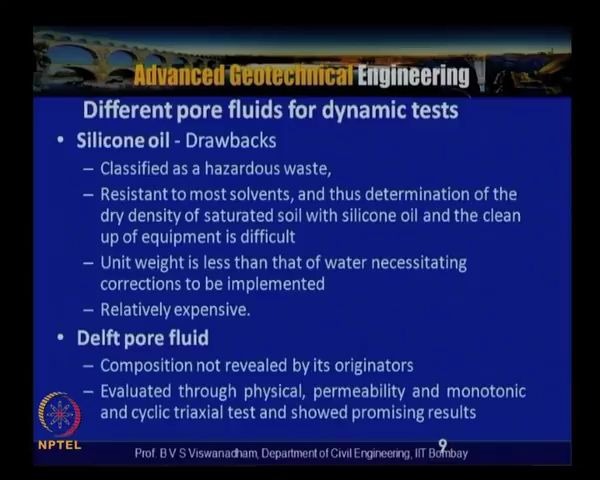 Advanced Geotechnical Engineering
Different pore fluids for dynamic tests
• Silicone oil - Drawbacks
– Classified as a hazardous waste,
– Resistant to most solvents, and thus determination of the
dry density of saturated soil with silicone oil and the clean
up of equipment is difficult
– Unit weight is less than that of water necessitating
corrections to be implemented
– Relatively expensive.
• Delft pore fluid
– Composition not revealed by its originators
– Evaluated through physical, permeability and monotonic
and cyclic triaxial test and showed promising results
NPTEL
9
Prof. B V S Viswanadham, Department of Civil Engineering, IIT Bombay